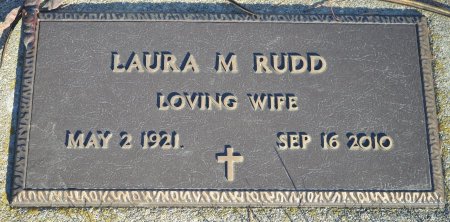 LAURA M RUDD
LOVING WIFE
MAY 2 1921 SEP 16 2010